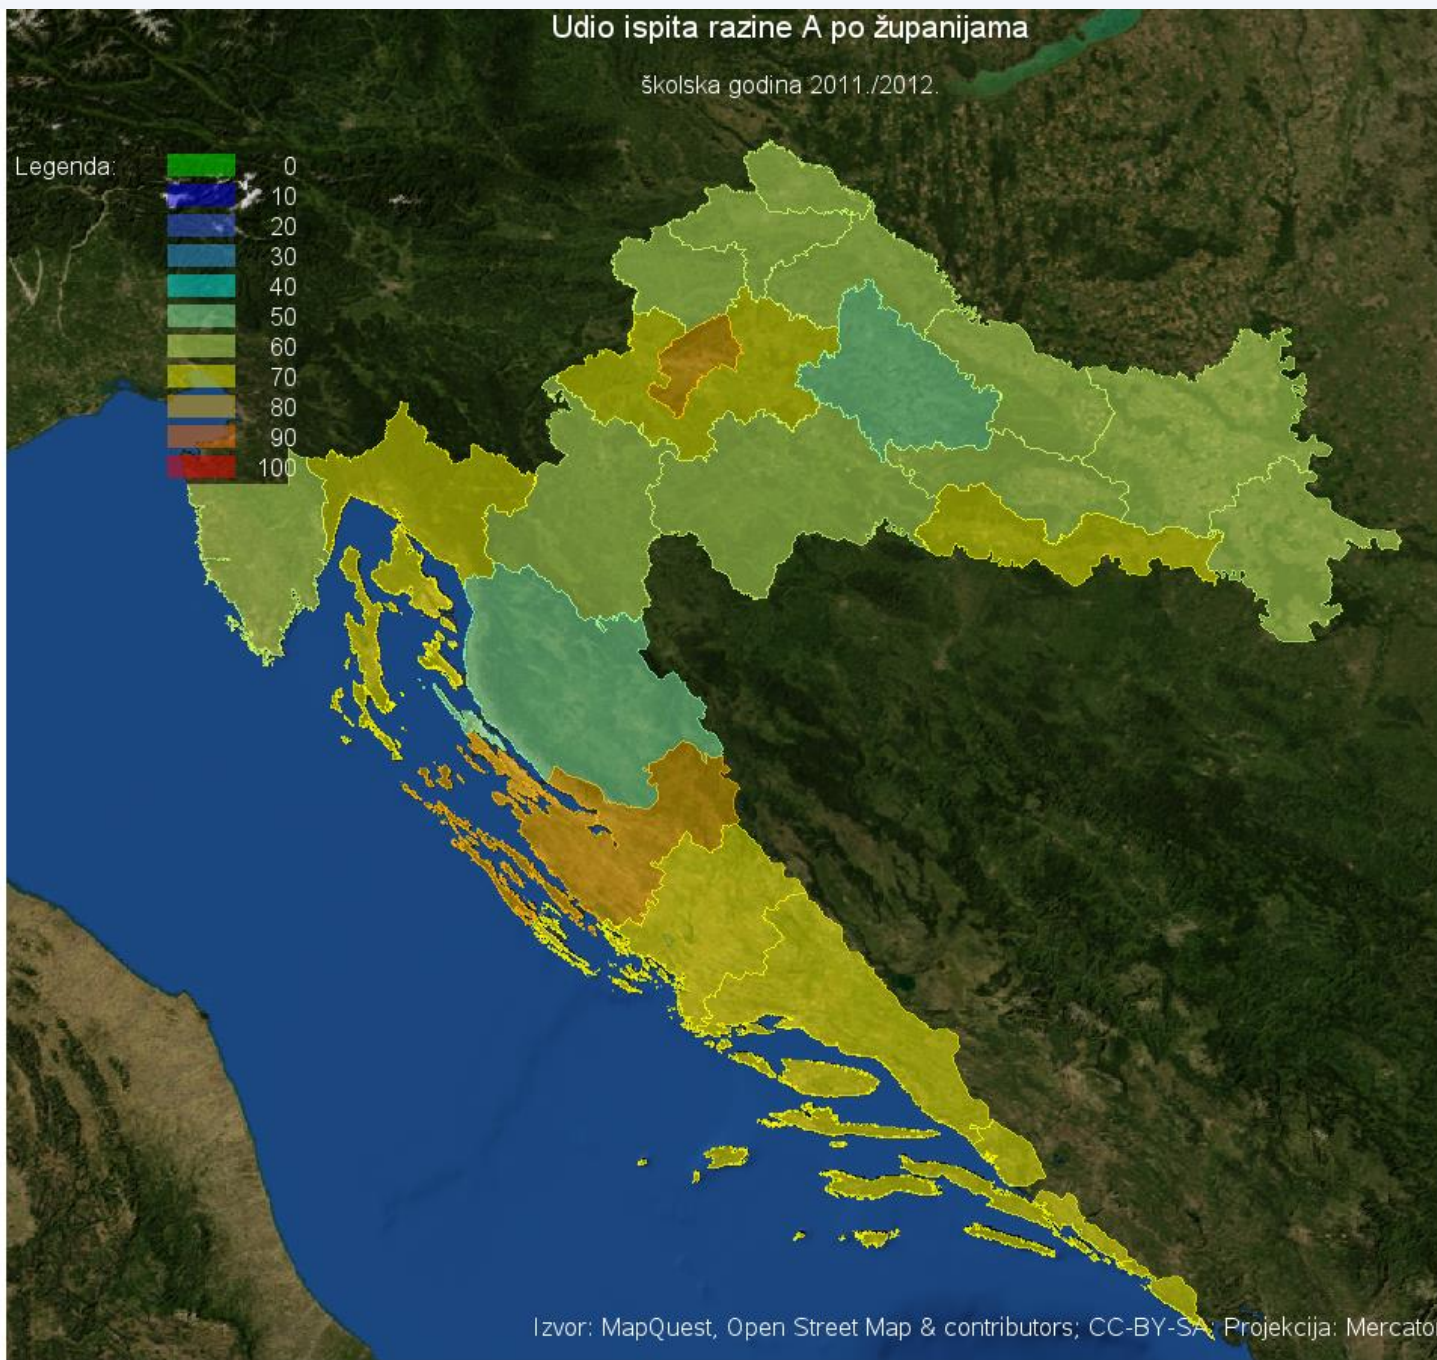 Udio ispita razine A po županijama
školska godina 2011./2012.
Legenda:
0
10
20
30
40
50
60
70
80
90
100
Izvor: MapQuest, Open Street Map & contributors; CC-BY-SA; Projekcija: Mercato